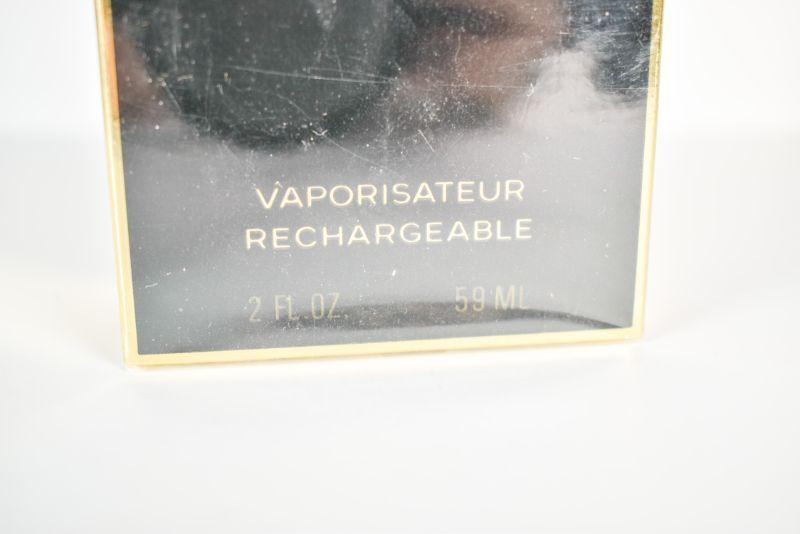 VAPORISATEUR
RECHARGEABLE
2 FL. OZ. 59 ML